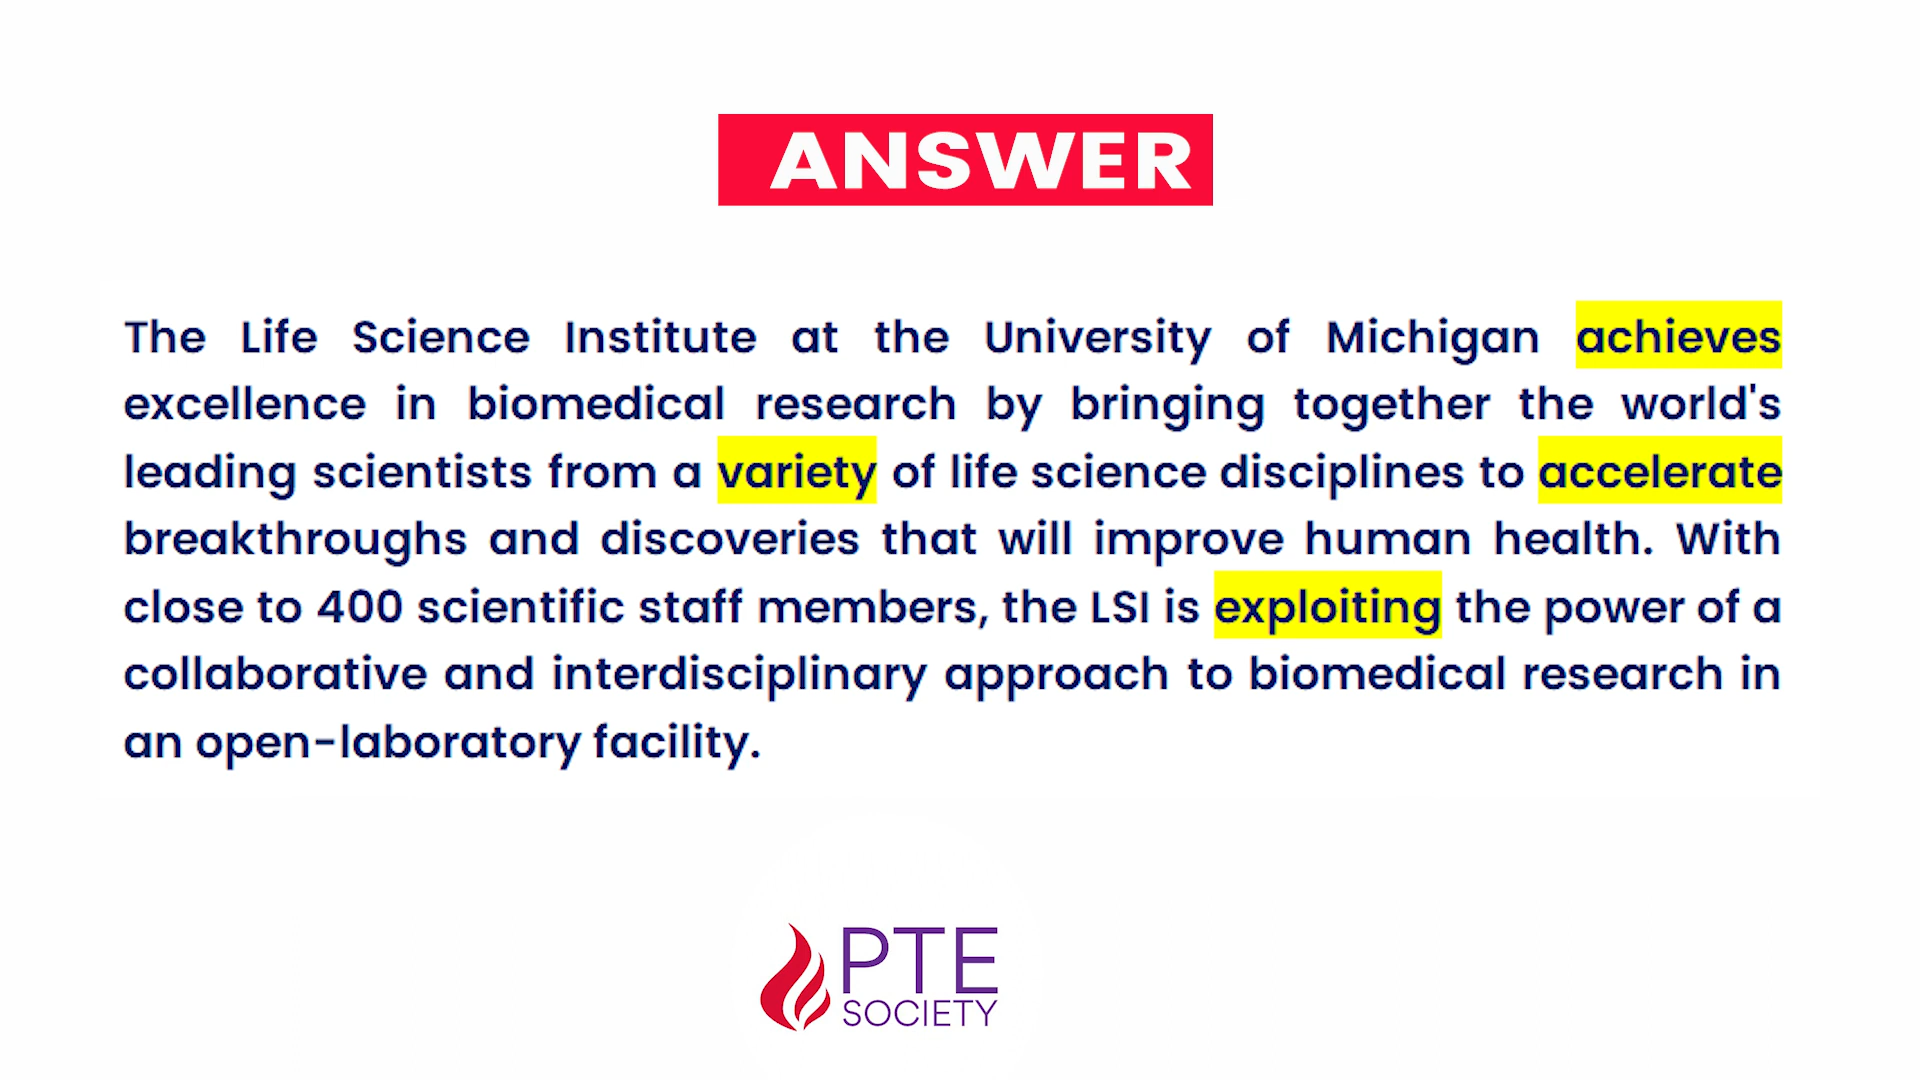 ANSWER
The Life Science Institute at the University of Michigan achieves
excellence in biomedical research by bringing together the world's
leading scientists from a variety of life science disciplines to accelerate
breakthroughs and discoveries that will improve human health. With
close to 400 scientific staff members, the LSI is exploiting the power of a
collaborative and interdisciplinary approach to biomedical research in
an open-laboratory facility.
PTE
SOCIETY